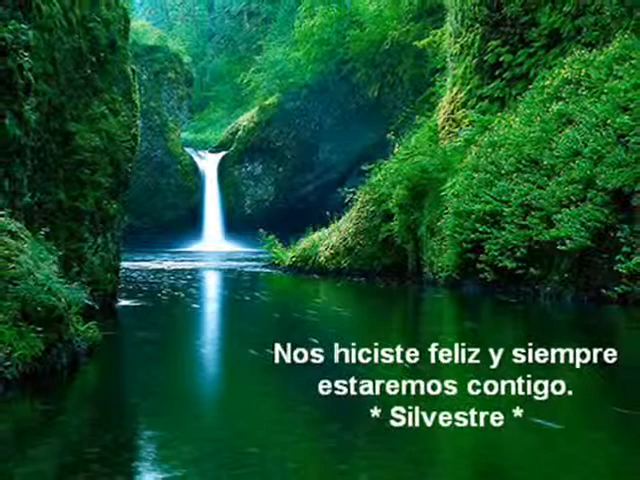 Nos hiciste feliz y siempre
estaremos contigo.
* Silvestre *